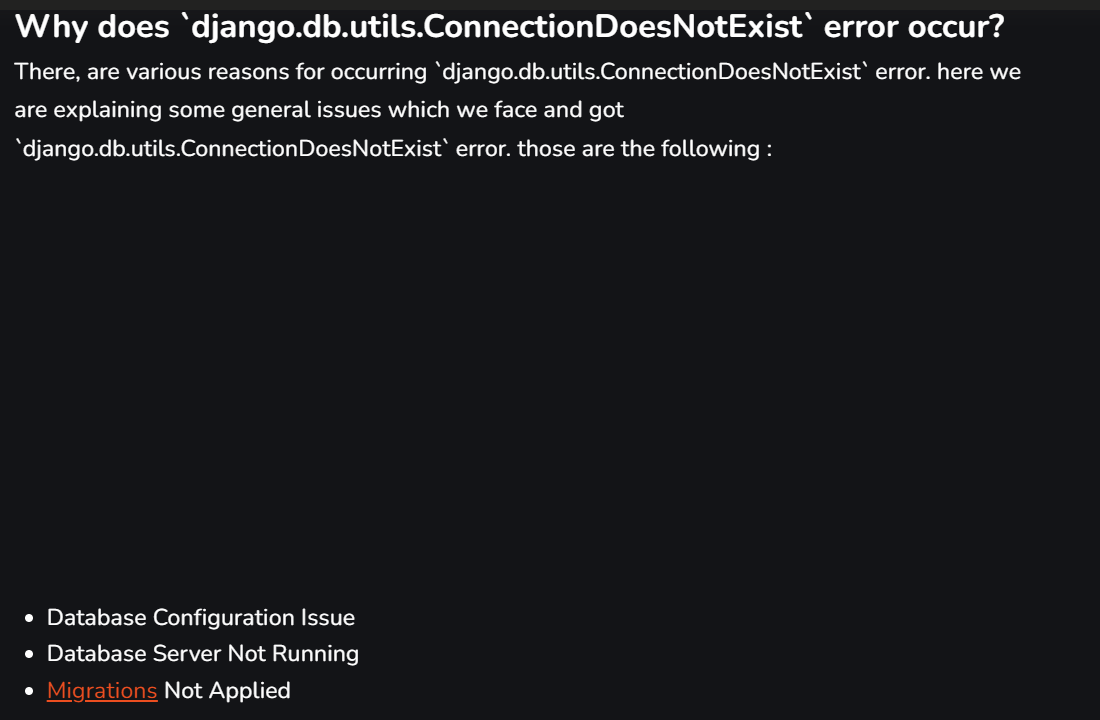 Why does `django.db.utils.ConnectionDoesNotExist` error occur?
There, are various reasons for occurring `django.db.utils.ConnectionDoesNotExist` error. here we
are explaining some general issues which we face and got
`django.db.utils.ConnectionDoesNotExist` error. those are the following :
• Database Configuration Issue
• Database Server Not Running
• Migrations Not Applied